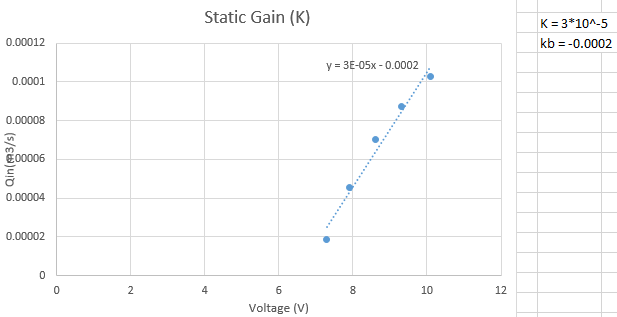 Static Gain (K)
K = 3*10^-5
kb = -0.0002
0.00012
y = 3E-05x - 0.0002
0.0001
0.00008
Qin(m3/s)
0.00006
0.00004
0.00002
0
0 2 4 6 8 10 12
Voltage (V)